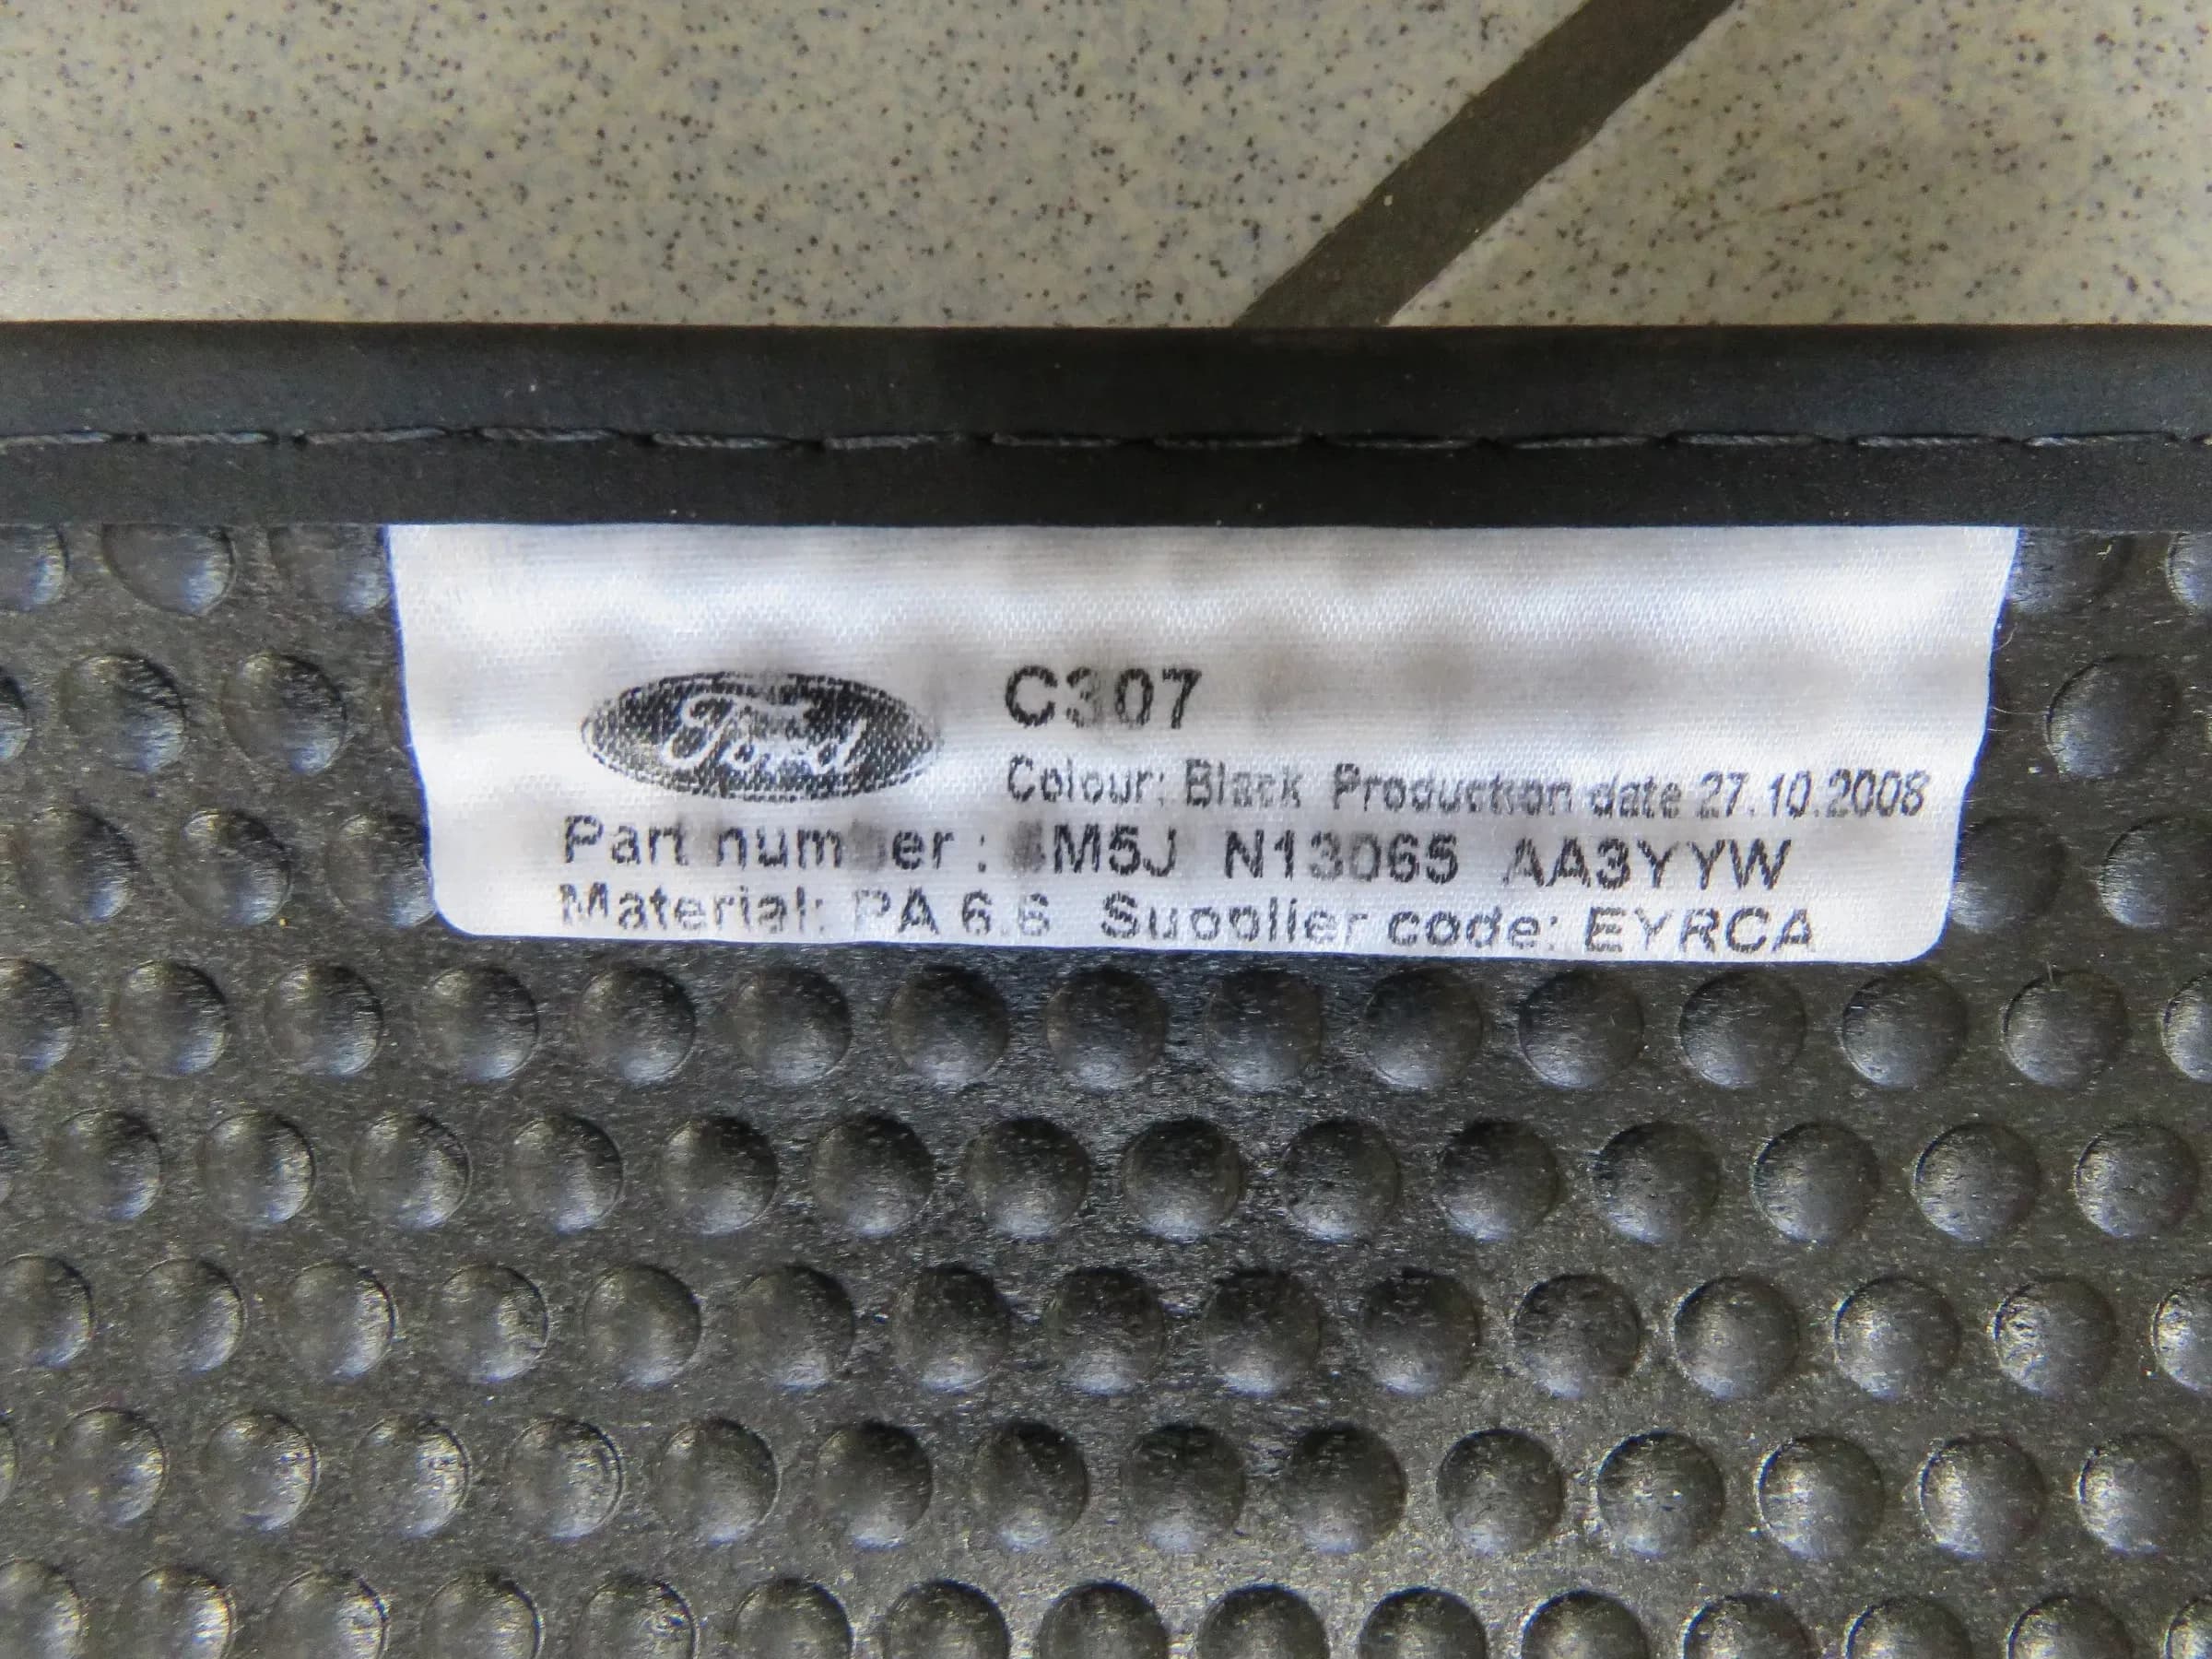 Ford
C307
Colour: Black Production date 27.10.2008
Part number : M5J N13065 AA3YYW
Material: PA 6.6 Supplier code: EYRCA